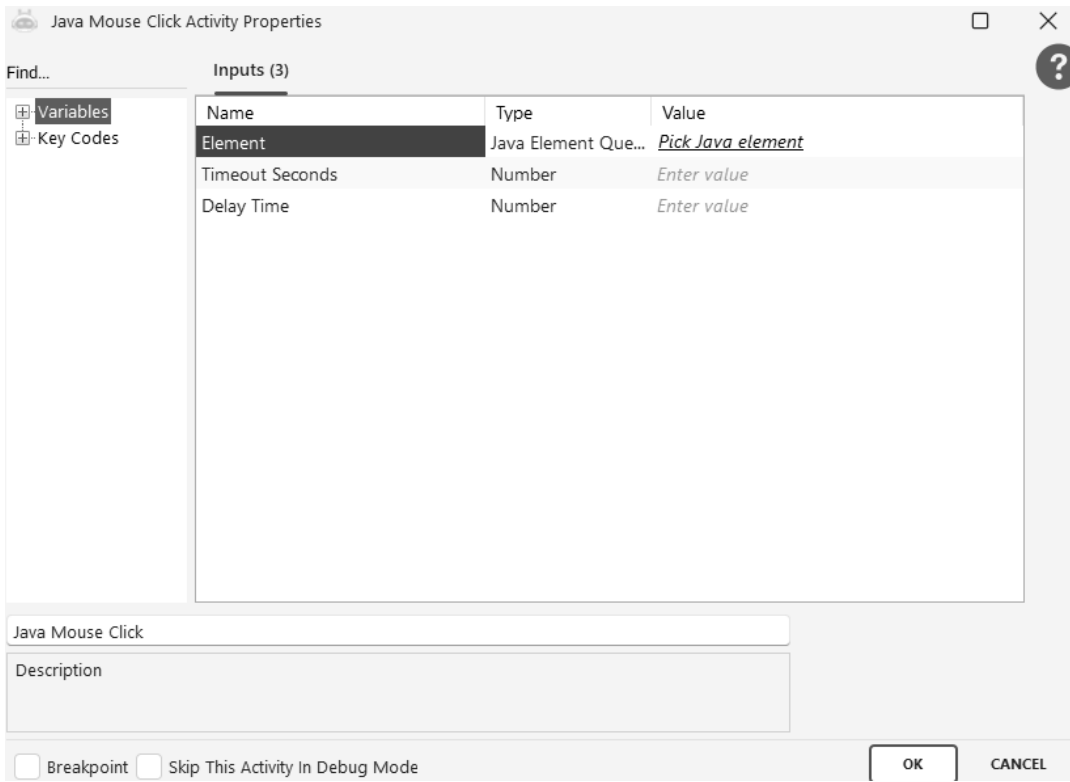 Java Mouse Click Activity Properties
Find...
Inputs (3)
?
Variables
Key Codes
Name Type Value
Element Java Element Que... Pick Java element
Timeout Seconds Number Enter value
Delay Time Number Enter value
Java Mouse Click
Description
Breakpoint Skip This Activity In Debug Mode OK CANCEL